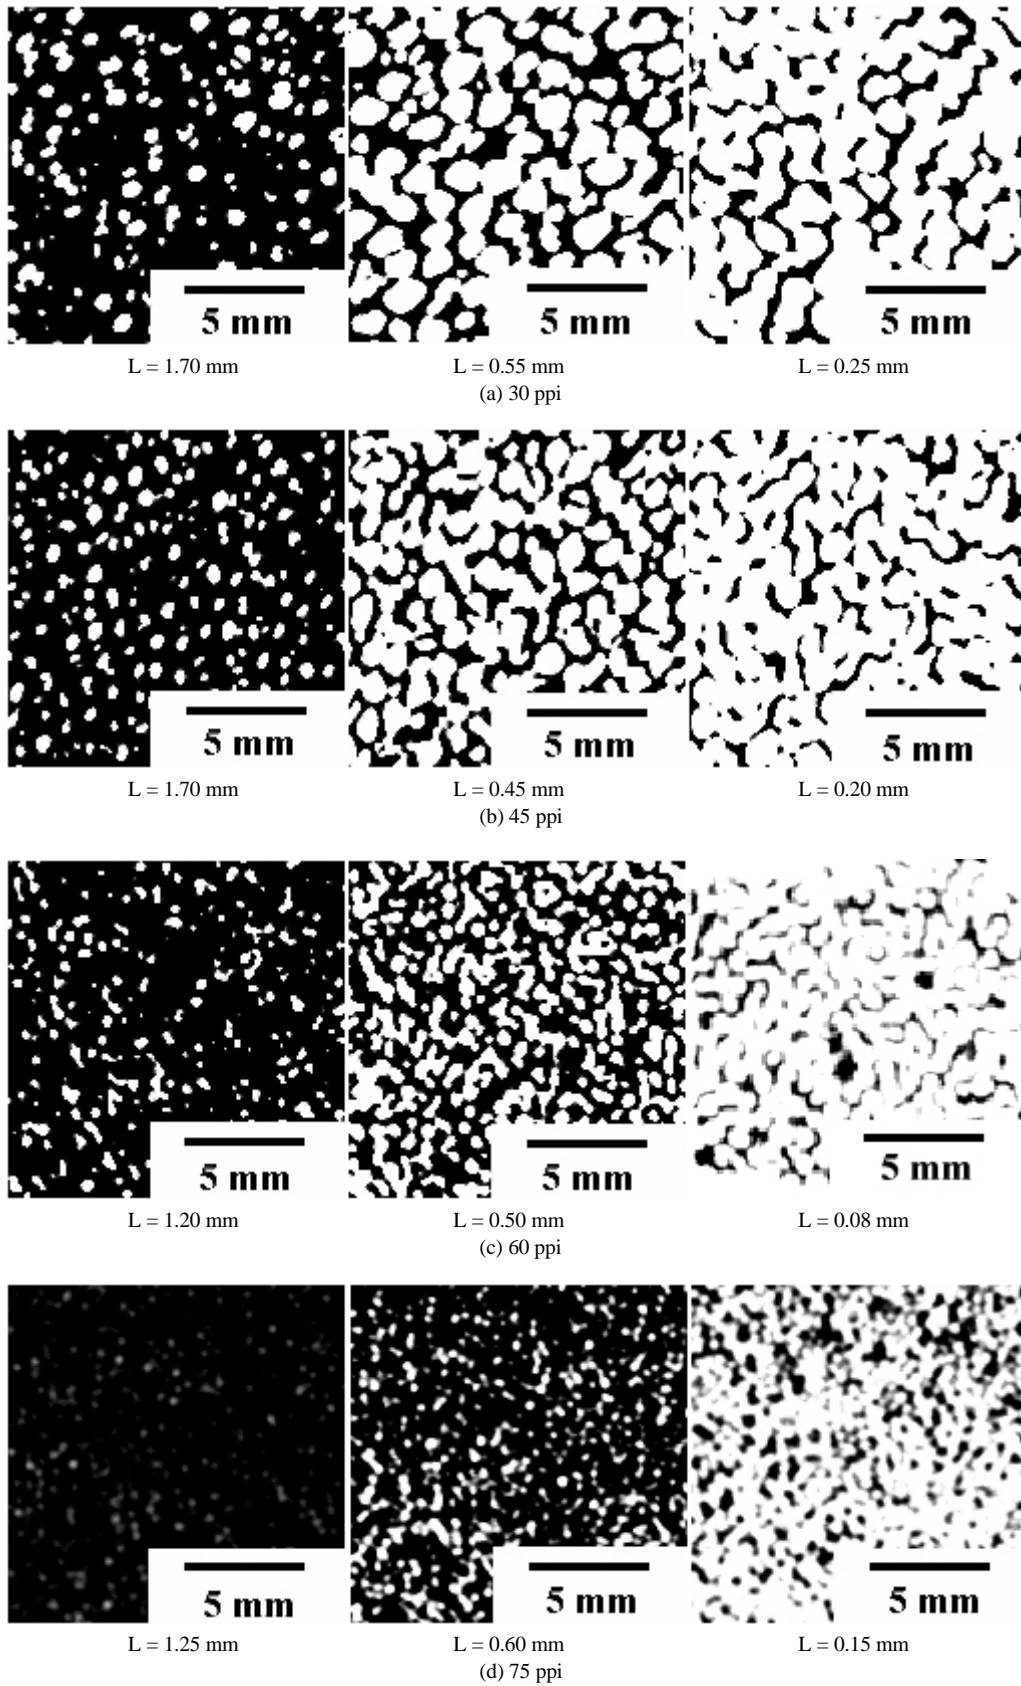 5 mm 5 mm 5 mm
L = 1.70 mm L = 0.55 mm L = 0.25 mm
(a) 30 ppi
5 mm 5 mm 5 mm
L = 1.70 mm L = 0.45 mm L = 0.20 mm
(b) 45 ppi
5 mm 5 mm 5 mm
L = 1.20 mm L = 0.50 mm L = 0.08 mm
(c) 60 ppi
5 mm 5 mm 5 mm
L = 1.25 mm L = 0.60 mm L = 0.15 mm
(d) 75 ppi